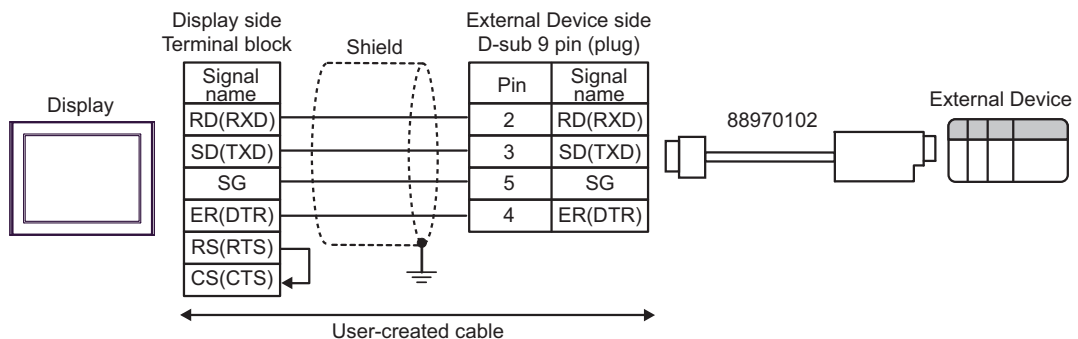 Display side
Terminal block
Shield
External Device side
D-sub 9 pin (plug)
Display
Signal
name
Pin
Signal
name
External Device
RD(RXD)
2
RD(RXD)
88970102
SD(TXD)
3
SD(TXD)
SG
5
SG
ER(DTR)
4
ER(DTR)
RS(RTS)
CS(CTS)
User-created cable